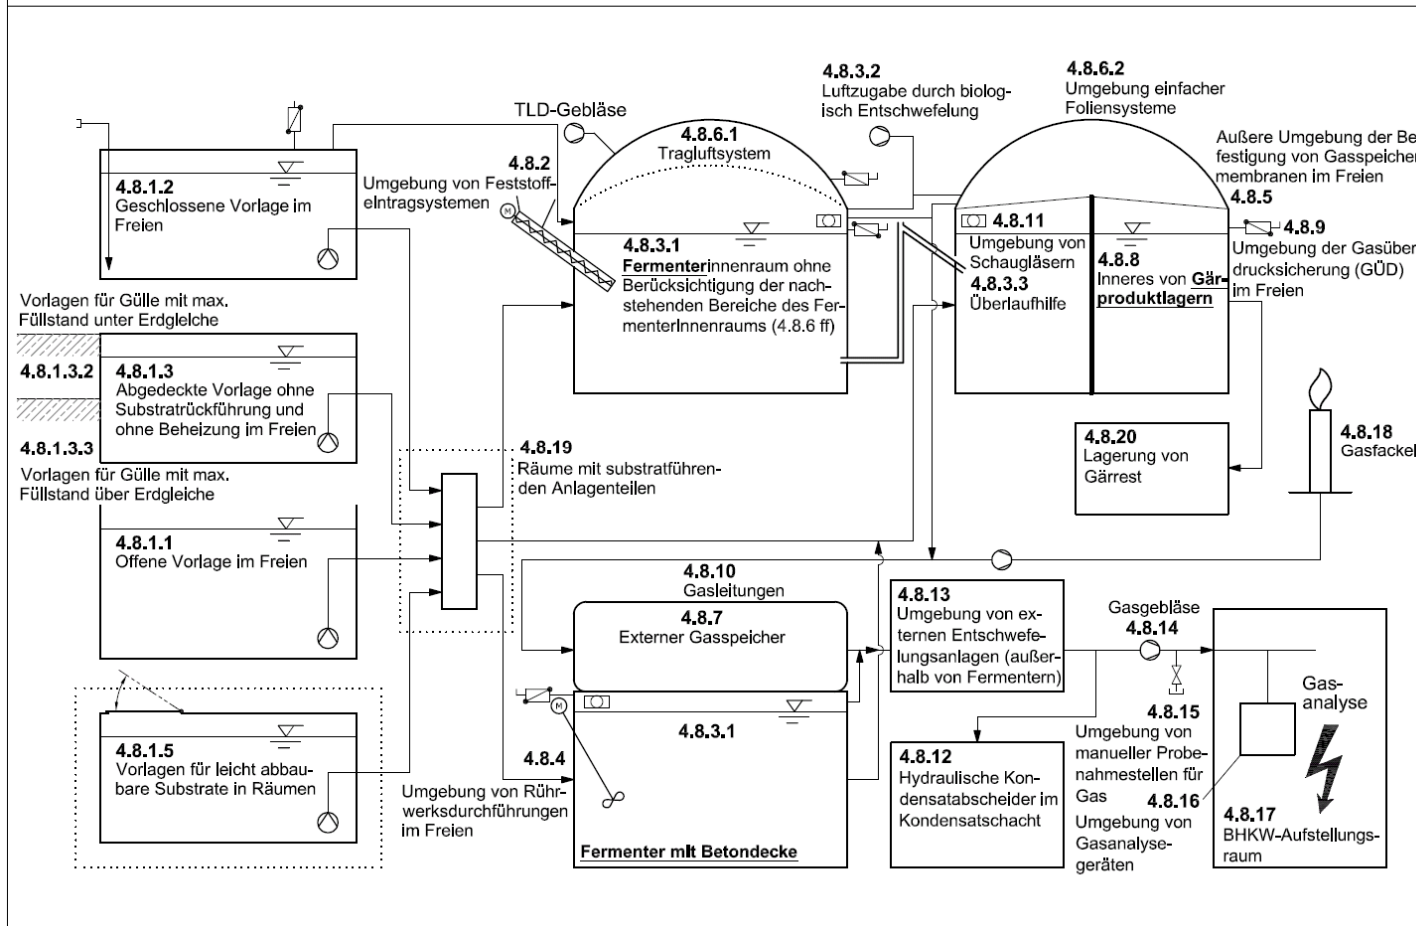 4.8.1.2
Geschlossene Vorlage im
Freien
Vorlagen für Gülle mit max.
Füllstand unter Erdgleiche
4.8.1.3.2
4.8.1.3
Abgedeckte Vorlage ohne
Substratrückführung und
ohne Beheizung im Freien
4.8.1.3.3
Vorlagen für Gülle mit max.
Füllstand über Erdgleiche
4.8.1.1
Offene Vorlage im Freien
4.8.1.5
Vorlagen für leicht abbau-
bare Substrate in Räumen
TLD-Gebläse
4.8.2
Umgebung von Feststoff-
eintragsystemen
M
4.8.6.1
Tragluftsystem
4.8.3.1
Fermenterinnenraum ohne
Berücksichtigung der nach-
stehenden Bereiche des Fer-
menterInnenraums (4.8.6 ff)
4.8.3.2
Luftzugabe durch biolog-
isch Entschwefelung
4.8.6.2
Umgebung einfacher
Foliensysteme
Außere Umgebung der Be
festigung von Gasspeicher
membranen im Freien
4.8.5
4.8.9
Umgebung der Gasüber
drucksicherung (GÜD)
im Freien
4.8.11
Umgebung von
Schaugläsern
4.8.3.3
Überlaufhilfe
4.8.8
Inneres von Gär-
produktlagern
4.8.19
Räume mit substratführen-
den Anlagenteilen
4.8.20
Lagerung von
Gärrest
4.8.18
Gasfackel
4.8.10
Gasleitungen
4.8.7
Externer Gasspeicher
M
4.8.3.1
4.8.4
Umgebung von Rühr-
werksdurchführungen
im Freien
Fermenter mit Betondecke
4.8.13
Umgebung von ex-
ternen Entschwefe-
lungsanlagen (außer-
halb von Fermentern)
4.8.12
Hydraulische Kon-
densatabscheider im
Kondensatschacht
Gasgebläse
4.8.14
4.8.15
Umgebung von
manueller Probe-
nahmestellen für
Gas
4.8.16
Umgebung von
Gasanalyse-
geräten
Gas-
analyse
4.8.17
BHKW-Aufstellungs-
raum